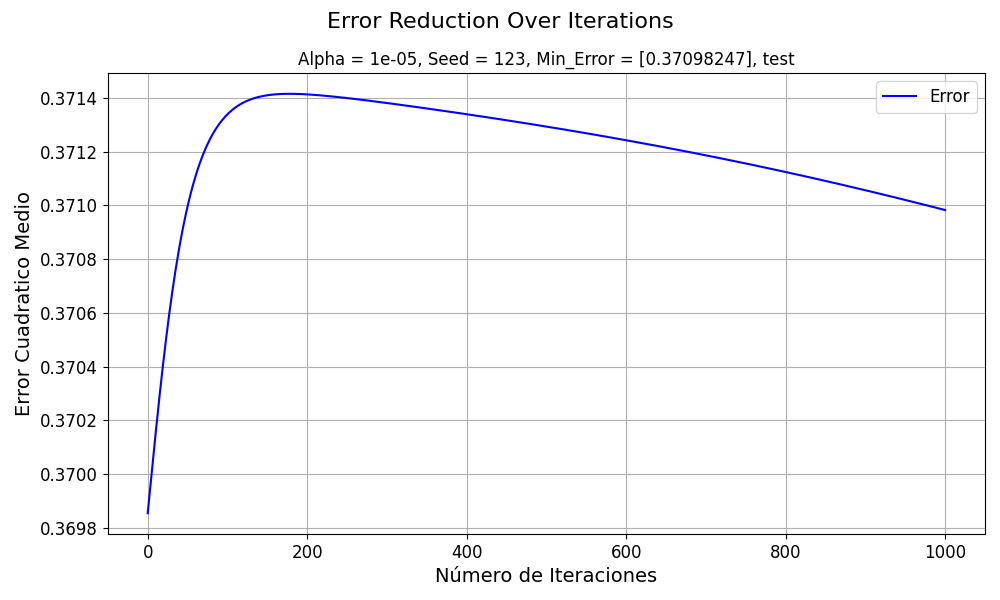 Error Reduction Over Iterations
Alpha = 1e-05, Seed = 123, Min_Error = [0.37098247], test
Error
Error Cuadratico Medio
0.3714
0.3712
0.3710
0.3708
0.3706
0.3704
0.3702
0.3700
0.3698
0 200 400 600 800 1000
Número de Iteraciones